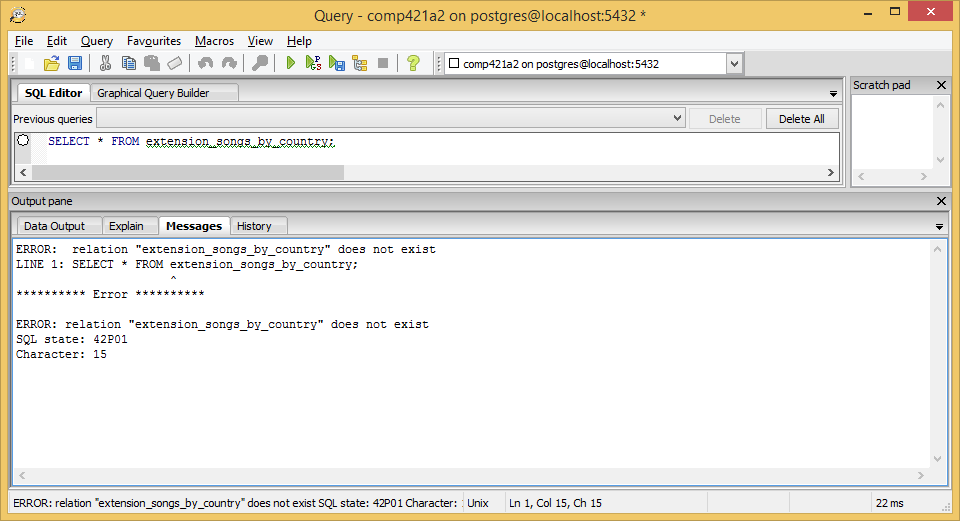 Query - comp421a2 on postgres@localhost:5432 *
File Edit Query Favourites Macros View Help
comp421a2 on postgres@localhost:5432
SQL Editor Graphical Query Builder
Scratch pad
Previous queries Delete Delete All
SELECT * FROM extension_songs_by_country;
Output pane
Data Output Explain Messages History
ERROR:  relation "extension_songs_by_country" does not exist
LINE 1: SELECT * FROM extension_songs_by_country;
^
********** Error **********
ERROR: relation "extension_songs_by_country" does not exist
SQL state: 42P01
Character: 15
ERROR: relation "extension_songs_by_country" does not exist SQL state: 42P01 Character: Unix Ln 1, Col 15, Ch 15 22 ms